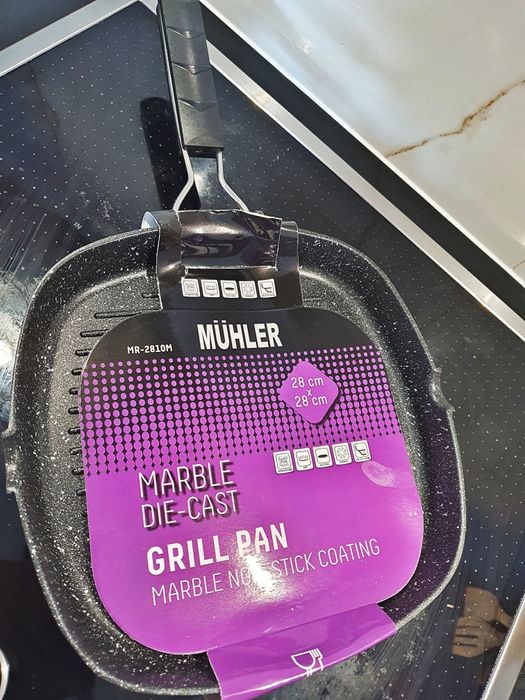 MÜHLER
MR-2810M
28 cm
x
28 cm
MARBLE
DIE-CAST
GRILL PAN
MARBLE NON-STICK COATING